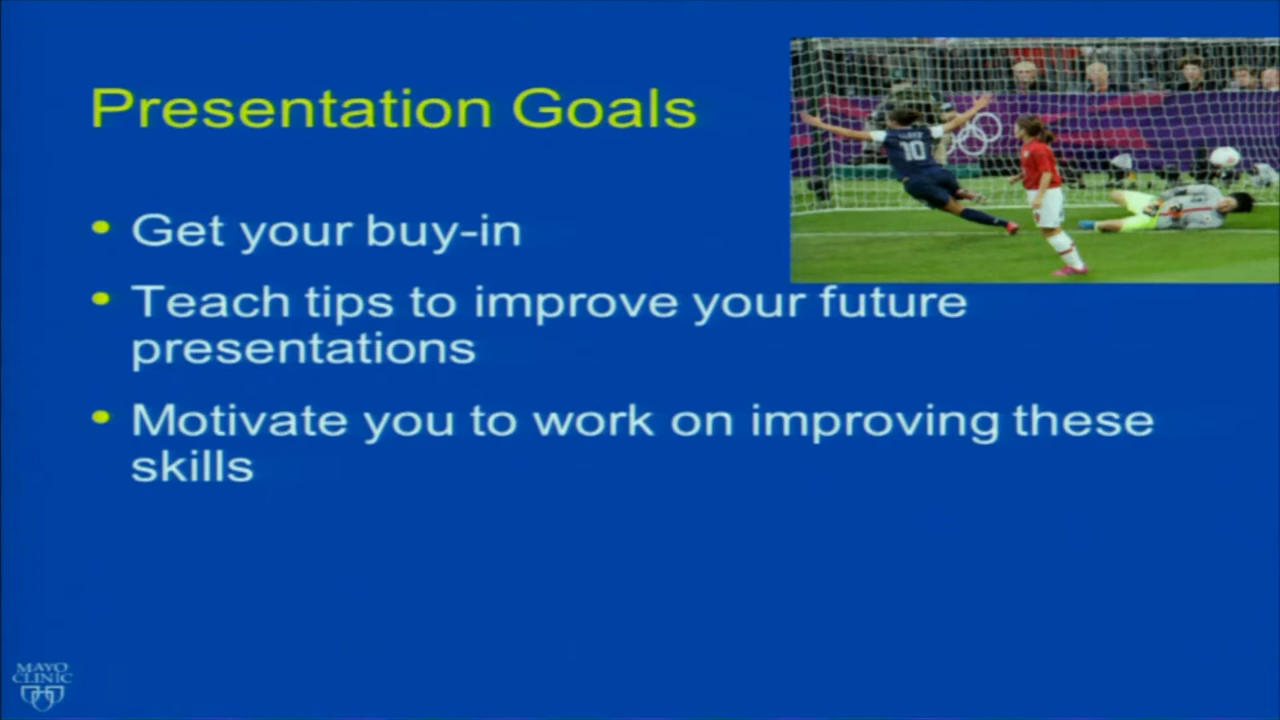 Presentation Goals
10
• Get your buy-in
• Teach tips to improve your future
presentations
• Motivate you to work on improving these
skills
MAYO
CLINIC